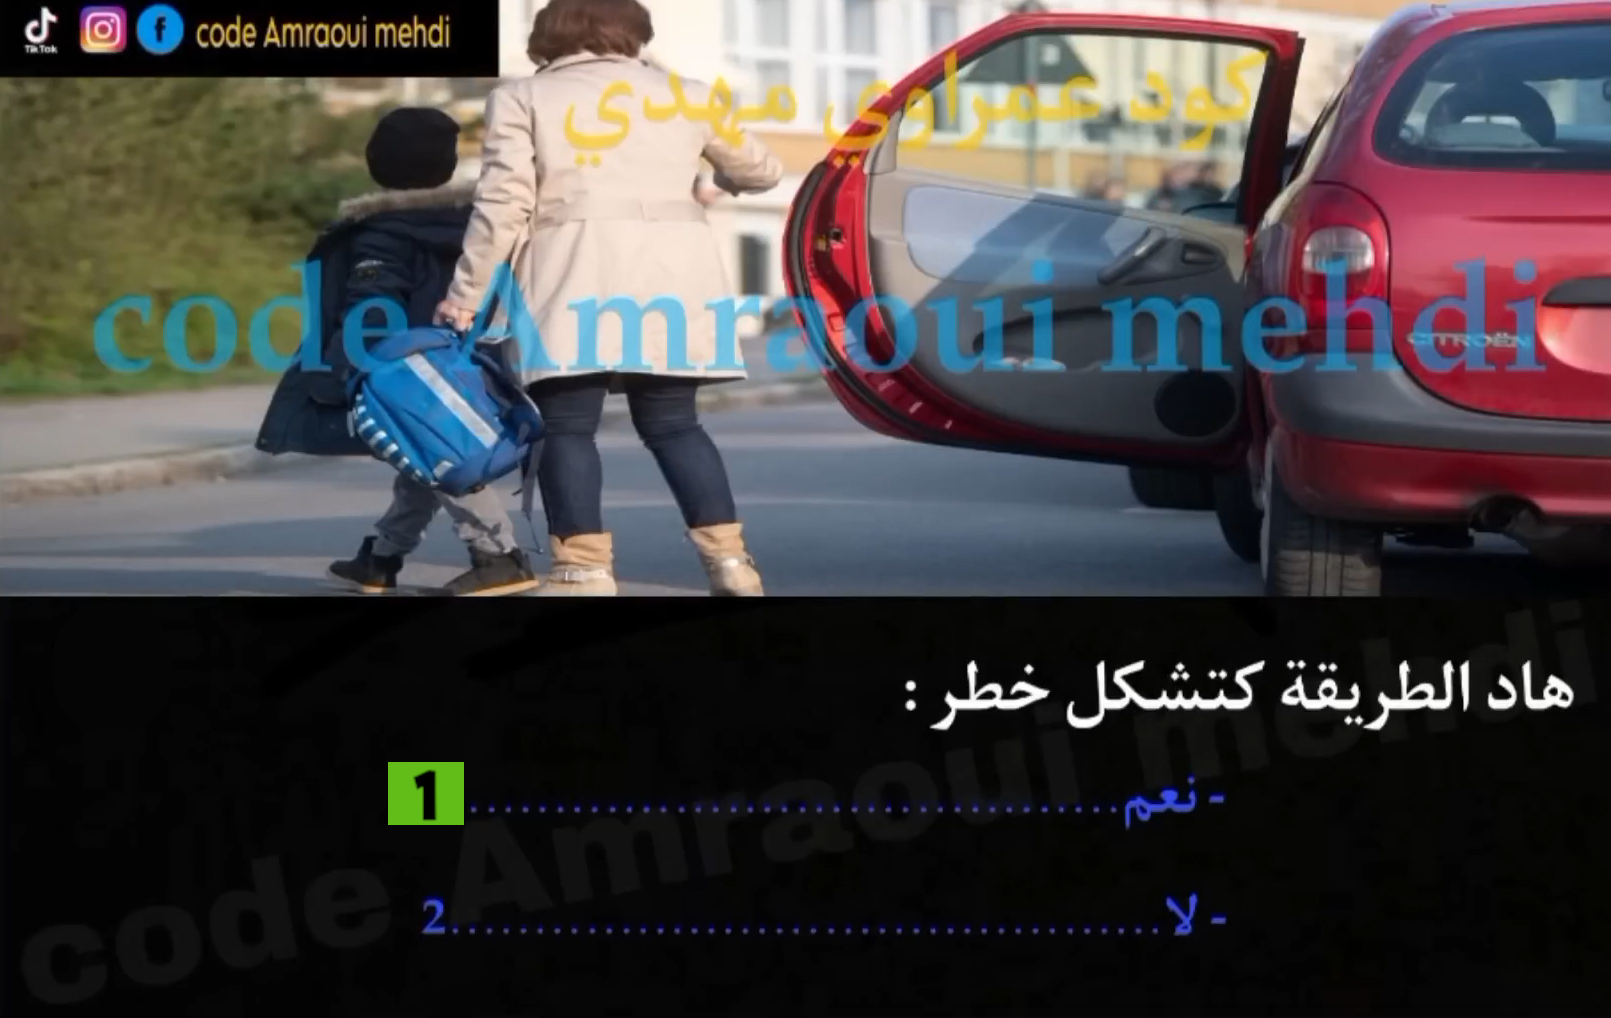 TikTok
code Amraoui mehdi
كود عمراوي مهدي
code Amraoui mehdi
CITROËN
هاد الطريقة كتشكل خطر :
- نعم........................................1
- لا..........................................2
code Amraoui mehdi